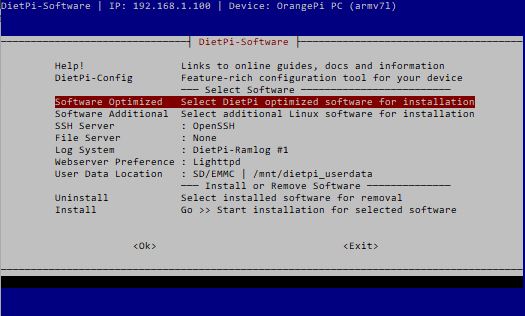 DietPi-Software | IP: 192.168.1.100 | Device: OrangePi PC (armv7l)
DietPi-Software
Help! Links to online guides, docs and information
DietPi-Config Feature-rich configuration tool for your device
Select Software
Software Optimized Select DietPi optimized software for installation
Software Additional Select additional Linux software for installation
SSH Server : OpenSSH
File Server : None
Log System : DietPi-Ramlog #1
Webserver Preference : Lighttpd
User Data Location : SD/EMMC | /mnt/dietpi_userdata
Install or Remove Software
Uninstall Select installed software for removal
Install Go >> Start installation for selected software
<Ok> <Exit>